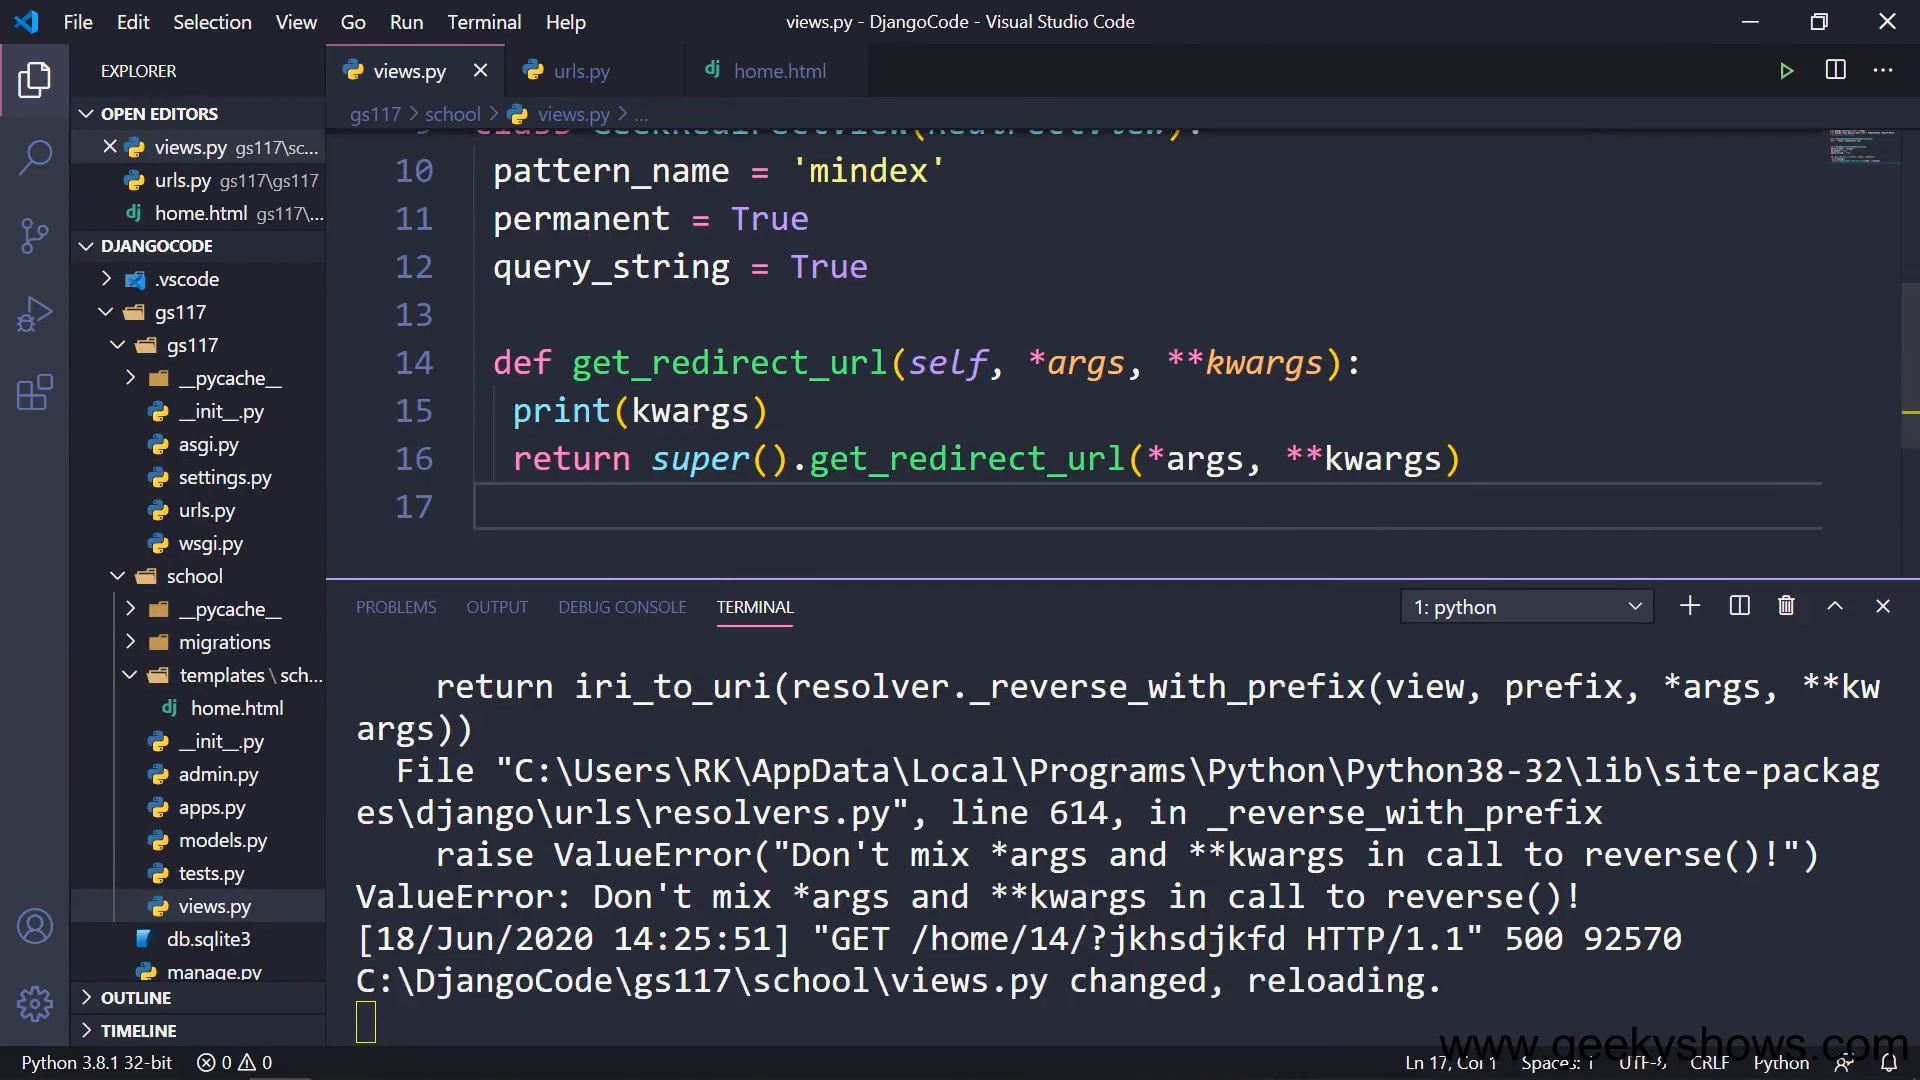 File Edit Selection View Go Run Terminal Help
views.py - DjangoCode - Visual Studio Code
EXPLORER
OPEN EDITORS
views.py gs117\sc...
urls.py gs117\gs117
home.html gs117\...
DJANGOCODE
.vscode
gs117
gs117
__pycache__
__init__.py
asgi.py
settings.py
urls.py
wsgi.py
school
__pycache__
migrations
templates\sch...
home.html
__init__.py
admin.py
apps.py
models.py
tests.py
views.py
db.sqlite3
manage.py
OUTLINE
TIMELINE
views.py urls.py home.html
gs117 > school > views.py > ...
9 class GeekRedirectView(RedirectView):
10 pattern_name = 'mindex'
11 permanent = True
12 query_string = True
13
14 def get_redirect_url(self, *args, **kwargs):
15 print(kwargs)
16 return super().get_redirect_url(*args, **kwargs)
17
PROBLEMS OUTPUT DEBUG CONSOLE TERMINAL 1: python
return iri_to_uri(resolver._reverse_with_prefix(view, prefix, *args, **kw
args))
File "C:\Users\RK\AppData\Local\Programs\Python\Python38-32\lib\site-packag
es\django\urls\resolvers.py", line 614, in _reverse_with_prefix
raise ValueError("Don't mix *args and **kwargs in call to reverse()!")
ValueError: Don't mix *args and **kwargs in call to reverse()!
[18/Jun/2020 14:25:51] "GET /home/14/?jkhsdjkfd HTTP/1.1" 500 92570
C:\DjangoCode\gs117\school\views.py changed, reloading.
www.geekyshows.com
Python 3.8.1 32-bit 0 0 Ln 17, Col 1 Spaces: 1 UTF-8 CRLF Python